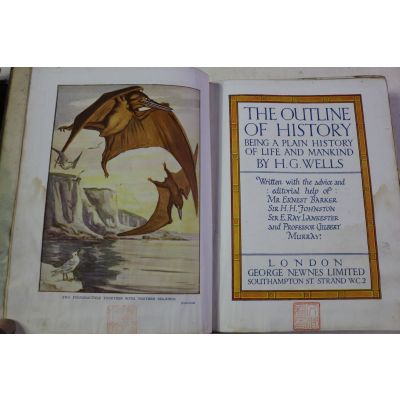 THE OUTLINE
OF HISTORY
BEING A PLAIN HISTORY
OF LIFE AND MANKIND
BY H.G. WELLS
Written with the advice and
editorial help of
MR ERNEST BARKER
SIR H.H. JOHNSTON
SIR E. RAY LANKESTER
and PROFESSOR GILBERT
MURRAY
LONDON
GEORGE NEWNES LIMITED
SOUTHAMPTON ST. STRAND W.C.2